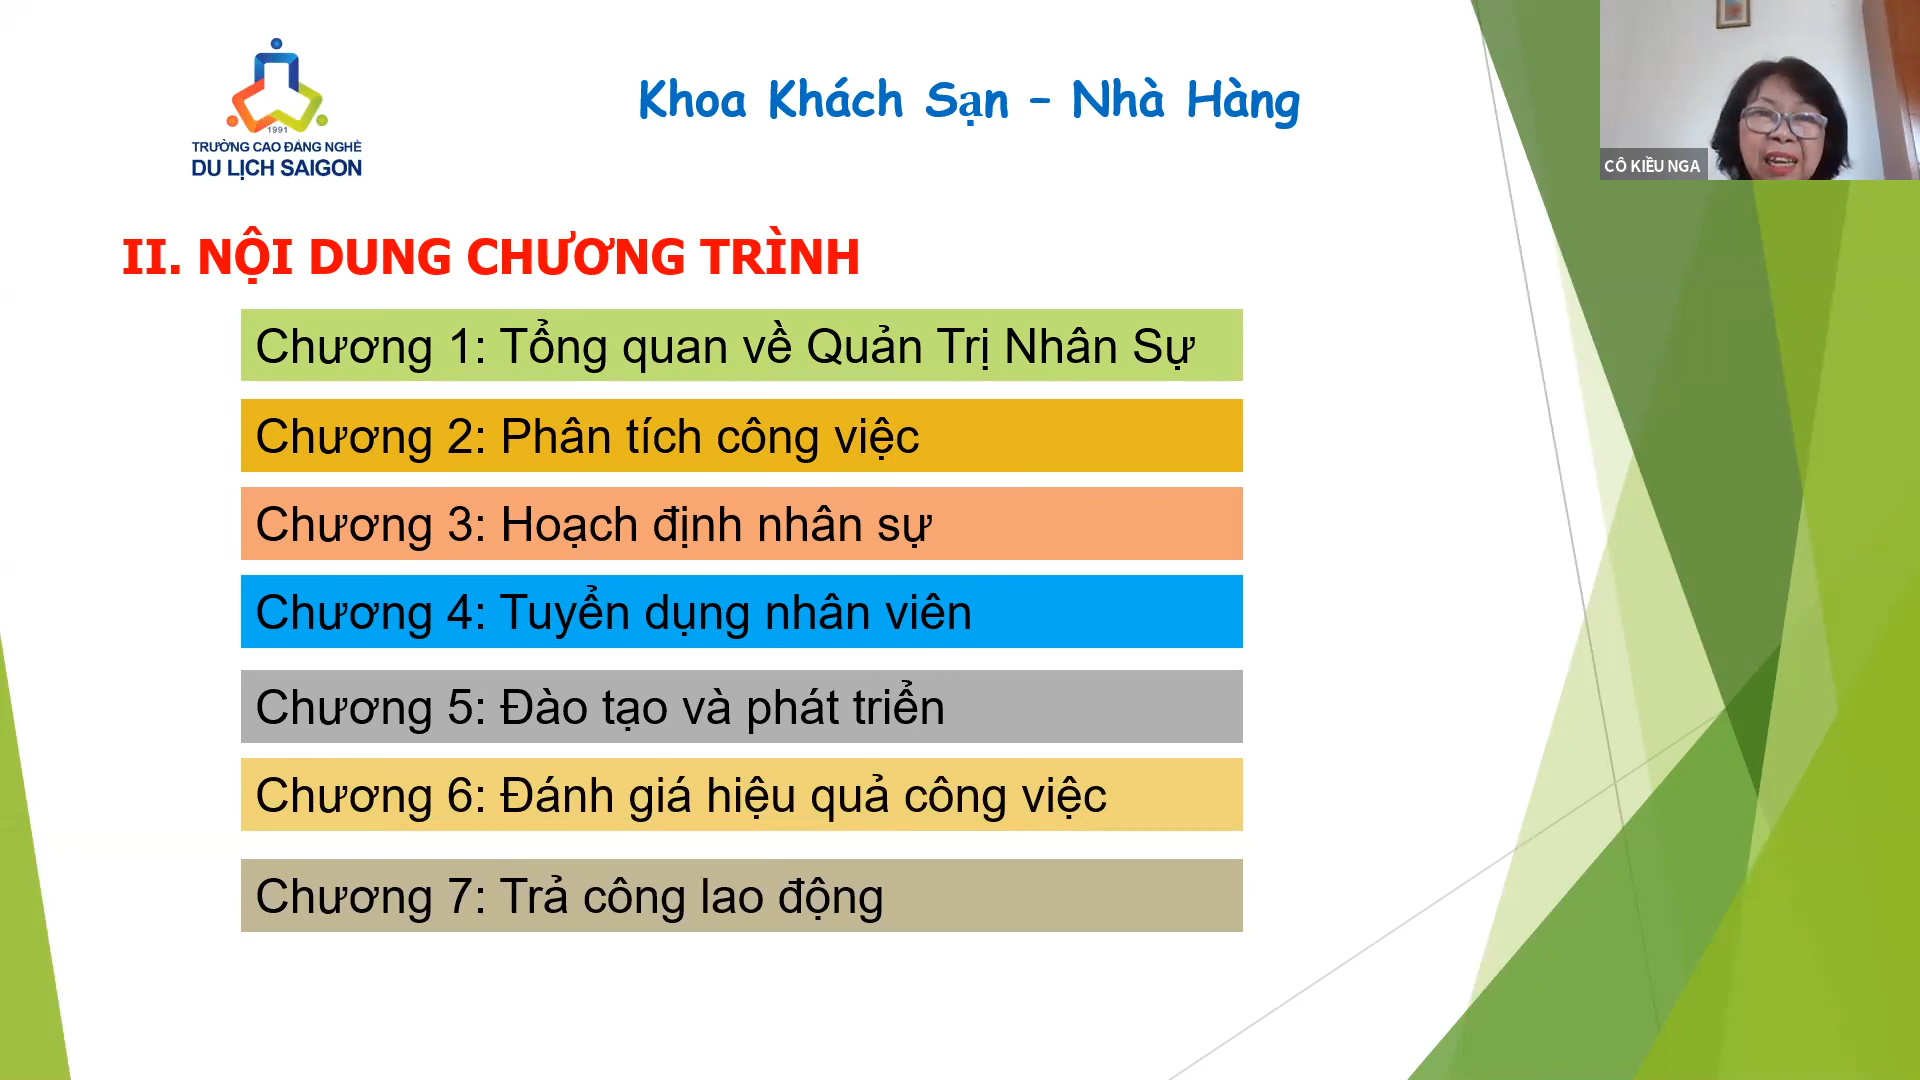 1991
TRƯỜNG CAO ĐẲNG NGHỀ
DU LỊCH SAIGON
Khoa Khách Sạn – Nhà Hàng
CÔ KIỀU NGA
II. NỘI DUNG CHƯƠNG TRÌNH
Chương 1: Tổng quan về Quản Trị Nhân Sự
Chương 2: Phân tích công việc
Chương 3: Hoạch định nhân sự
Chương 4: Tuyển dụng nhân viên
Chương 5: Đào tạo và phát triển
Chương 6: Đánh giá hiệu quả công việc
Chương 7: Trả công lao động